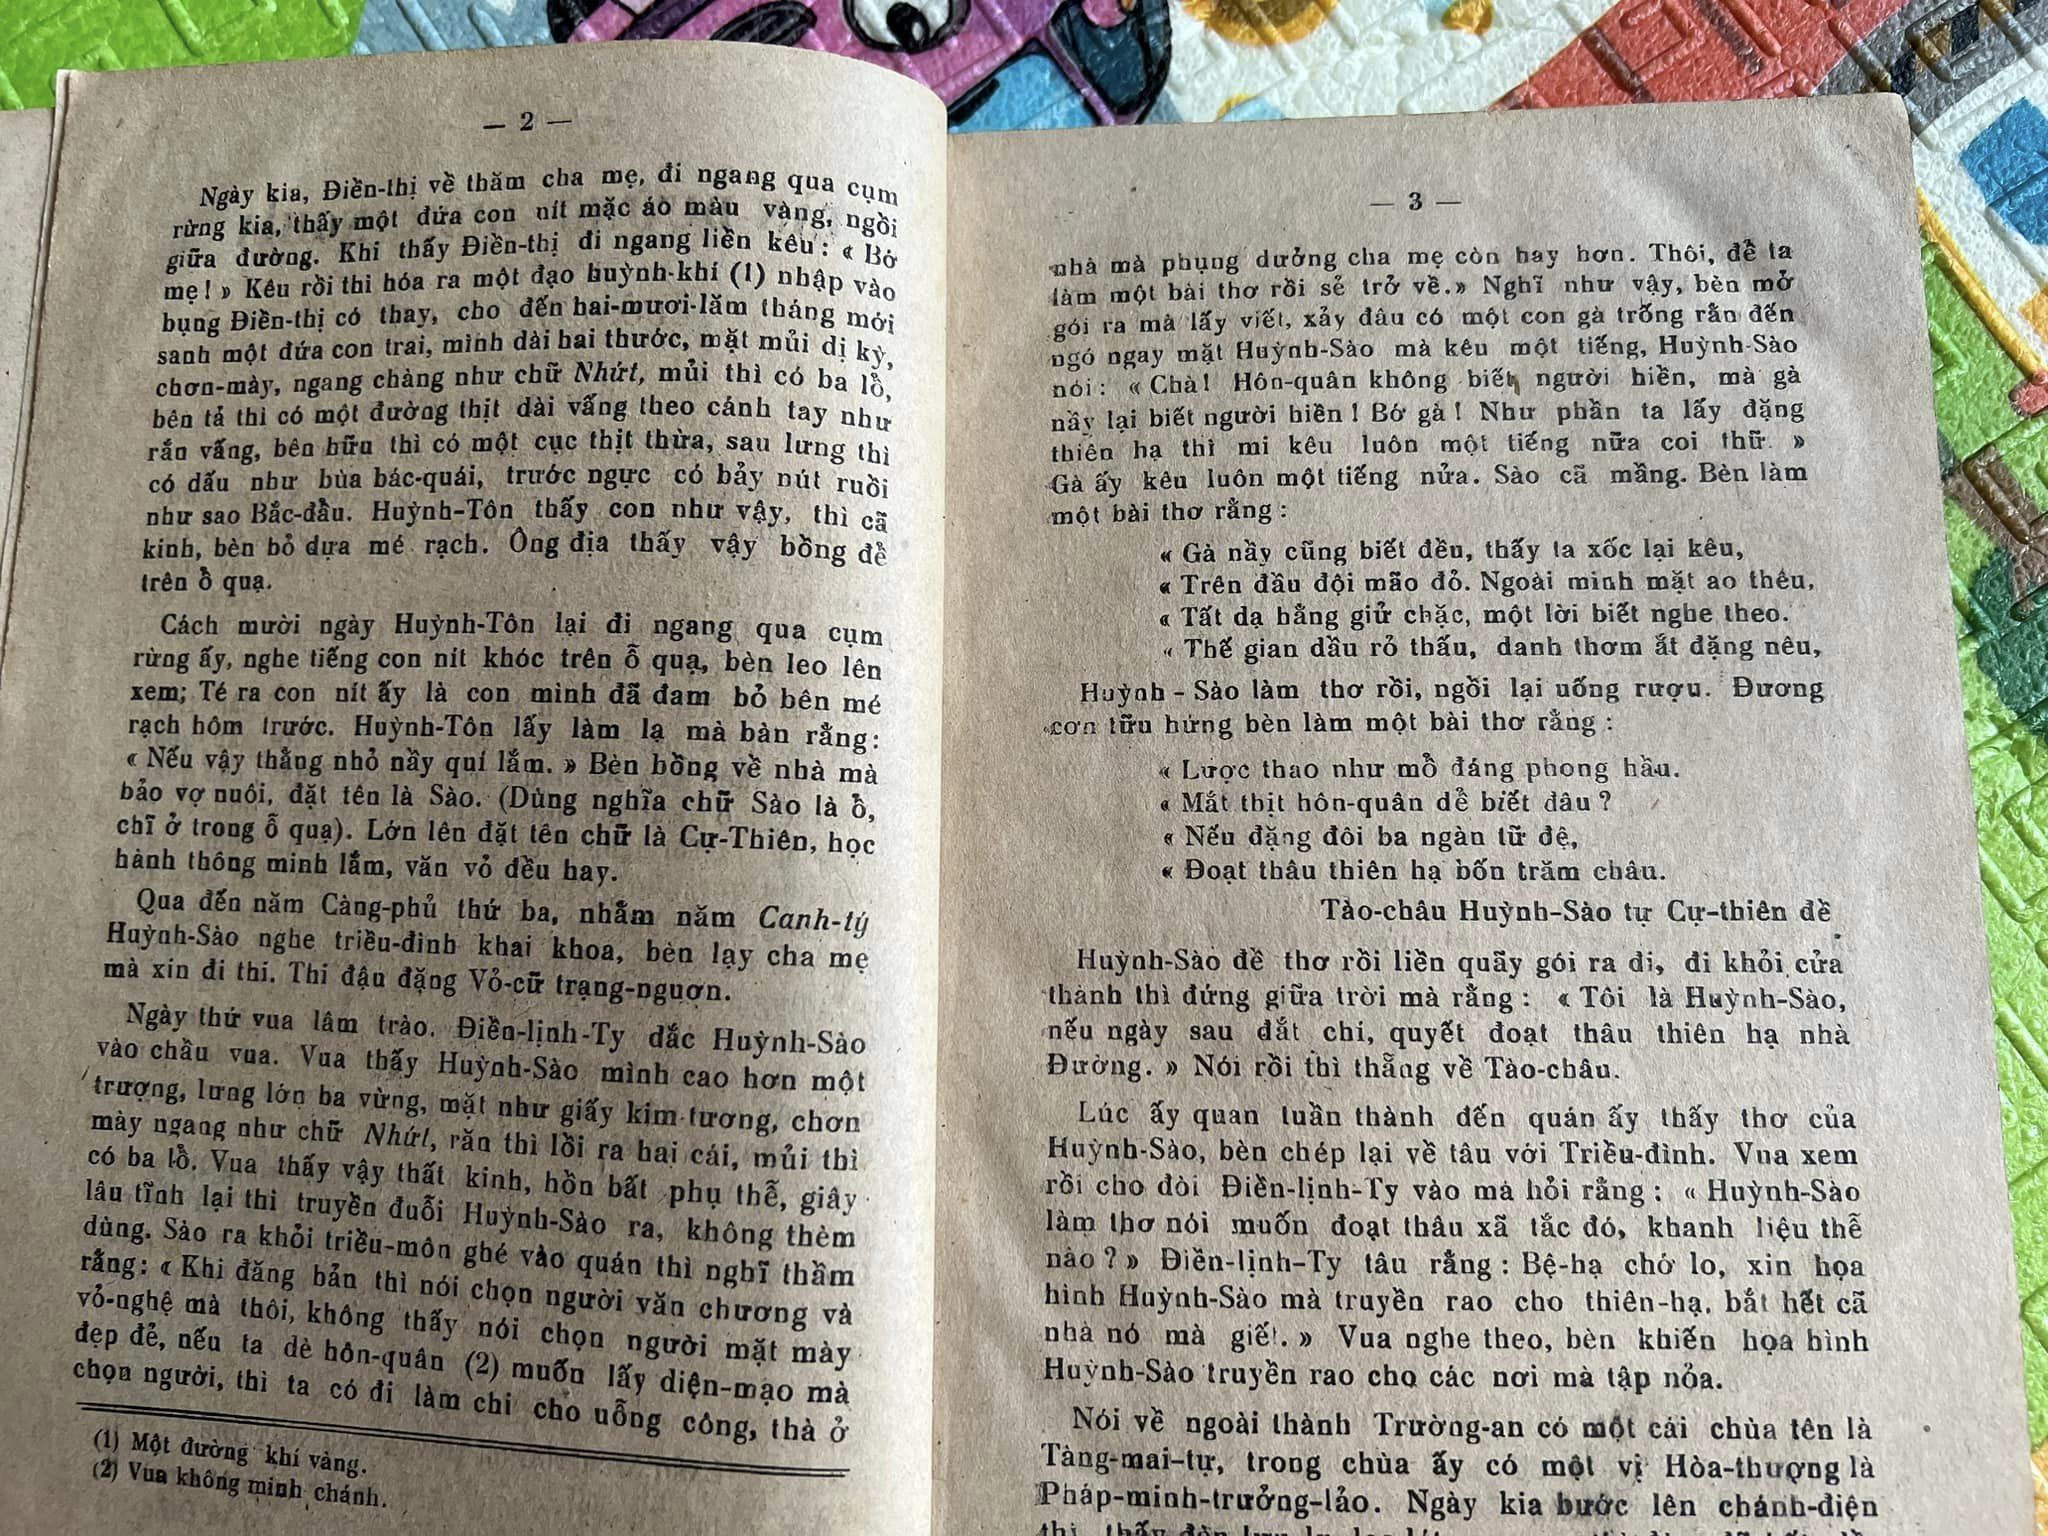 — 2 —
Ngày kia, Điền-thị về thăm cha mẹ, đi ngang qua cụm
rừng kia, thấy một đứa con nít mặc áo màu vàng, ngồi
giữa đường. Khi thấy Điền-thị đi ngang liền kêu : « Bớ
mẹ ! » Kêu rồi thì hóa ra một đạo huỳnh-khí (1) nhập vào
bụng Điền-thị có thay, cho đến hai-mươi-lăm tháng mới
sanh một đứa con trai, mình dài hai thước, mặt mũi dị kỳ,
chơn-mày, ngang chàng như chữ Nhứt, mủi thì có ba lỗ,
bên tả thì có một đường thịt dài vấng theo cánh tay như
rắn vấng, bên hữu thì có một cục thịt thừa, sau lưng thì
có dấu như bùa bác-quái, trước ngực có bảy nút ruồi
như sao Bắc-đầu. Huỳnh-Tôn thấy con như vậy, thì cã
kinh, bèn bỏ dựa mé rạch. Ông địa thấy vậy bồng để
trên ổ quạ.
Cách mười ngày Huỳnh-Tôn lại đi ngang qua cụm
rừng ấy, nghe tiếng con nít khóc trên ổ quạ, bèn leo lên
xem; Té ra con nít ấy là con mình đã đam bỏ bên mé
rạch hôm trước. Huỳnh-Tôn lấy làm lạ mà bàn rằng:
« Nếu vậy thằng nhỏ nầy quí lắm. » Bèn bồng về nhà mà
bảo vợ nuôi, đặt tên là Sào. (Dùng nghĩa chữ Sào là ổ,
chĩ ở trong ổ quạ). Lớn lên đặt tên chữ là Cự-Thiên, học
hành thông minh lắm, văn vỏ đều hay.
Qua đến năm Càng-phủ thứ ba, nhằm năm Canh-tý
Huỳnh-Sào nghe triều-đình khai khoa, bèn lạy cha mẹ
mà xin đi thi. Thi đậu đặng Vỏ-cữ trạng-nguợn.
Ngày thứ vua lâm trào. Điền-lịnh-Ty dắc Huỳnh-Sào
vào chầu vua. Vua thấy Huỳnh-Sào mình cao hơn một
trượng, lưng lớn ba vừng, mặt như giấy kim-tương, chơn
mày ngang như chữ Nhứt, răn thì lồi ra hai cái, mủi thì
có ba lỗ. Vua thấy vậy thất kinh, hồn bất phụ thể, giây
lâu tĩnh lại thì truyền đuổi Huỳnh-Sào ra, không thèm
dùng. Sào ra khỏi triều-môn ghé vào quán thì nghĩ thầm
rằng : « Khi đăng bản thì nói chọn người văn chương và
vỏ-nghệ mà thôi, không thấy nói chọn người mặt mày
đẹp đẻ, nếu ta dè hôn-quân (2) muốn lấy diện-mạo mà
chọn người, thì ta có đi làm chi cho uổng công, thà ở
(1) Một đường khí vàng.
(2) Vua không minh chánh.
— 3 —
nhà mà phụng dưởng cha mẹ còn hay hơn. Thôi, để ta
làm một bài thơ rồi sẻ trở về.» Nghĩ như vậy, bèn mở
gói ra mà lấy viết, xảy đâu có một con gà trống rằn đến
ngó ngay mặt Huỳnh-Sào mà kêu một tiếng, Huỳnh-Sào
nói : « Chà! Hôn-quân không biết người hiền, mà gà
nầy lại biết người hiền ! Bớ gà ! Như phần ta lấy đặng
thiên hạ thì mi kêu luôn một tiếng nữa coi thữ. »
Gà ấy kêu luôn một tiếng nửa. Sào cã mầng. Bèn làm
một bài thơ rằng :
« Gà nầy cũng biết đều, thấy ta xốc lại kêu,
« Trên đầu đội mão đỏ. Ngoài minh mặt ao thêu,
« Tất dạ hằng giử chặc, một lời biết nghe theo.
« Thế gian dầu rỏ thấu, danh thơm ắt đặng nêu,
Huỳnh - Sào làm thơ rồi, ngồi lại uống rượu. Đương
cơn tữu hứng bèn làm một bài thơ rằng :
« Lược thao như mỗ đáng phong hầu.
« Mắt thịt hôn-quân dể biết đâu ?
« Nếu đặng đôi ba ngàn tữ đệ,
« Đoạt thâu thiên hạ bốn trăm châu.
Tào-châu Huỳnh-Sào tự Cự-thiên đề
Huỳnh-Sào đề thơ rồi liền quẫy gói ra đi, đi khỏi cửa
thành thì đứng giữa trời mà rằng : « Tôi là Huỳnh-Sào,
nếu ngày sau đắt chí, quyết đoạt thâu thiên hạ nhà
Đường. » Nói rồi thì thẵng về Tào-châu.
Lúc ấy quan tuần thành đến quán ấy thấy thơ của
Huỳnh-Sào, bèn chép lại về tâu với Triều-đình. Vua xem
rồi cho đòi Điền-lịnh-Ty vào mà hỏi rằng : « Huỳnh-Sào
làm thơ nói muốn đoạt thâu xã tắc đó, khanh liệu thể
nào ? » Điền-lịnh-Ty tâu rằng : Bệ-hạ chớ lo, xin họa
hình Huỳnh-Sào mà truyền rao cho thiên-hạ, bắt hết cã
nhà nó mà giết. » Vua nghe theo, bèn khiến họa hình
Huỳnh-Sào truyền rao cho các nơi mà tập nỏa.
Nói về ngoài thành Trường-an có một cái chùa tên là
Tàng-mai-tự, trong chùa ấy có một vị Hòa-thượng là
Pháp-minh-trưởng-lảo. Ngày kia bước lên chánh-điện
thì thấy đèn